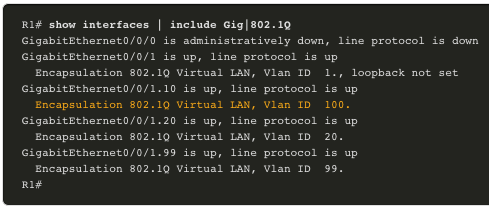 R1# show interfaces | include Gig|802.1Q
GigabitEthernet0/0/0 is administratively down, line protocol is down
GigabitEthernet0/0/1 is up, line protocol is up
  Encapsulation 802.1Q Virtual LAN, Vlan ID  1., loopback not set
GigabitEthernet0/0/1.10 is up, line protocol is up
  Encapsulation 802.1Q Virtual LAN, Vlan ID  100.
GigabitEthernet0/0/1.20 is up, line protocol is up
  Encapsulation 802.1Q Virtual LAN, Vlan ID  20.
GigabitEthernet0/0/1.99 is up, line protocol is up
  Encapsulation 802.1Q Virtual LAN, Vlan ID  99.
R1#